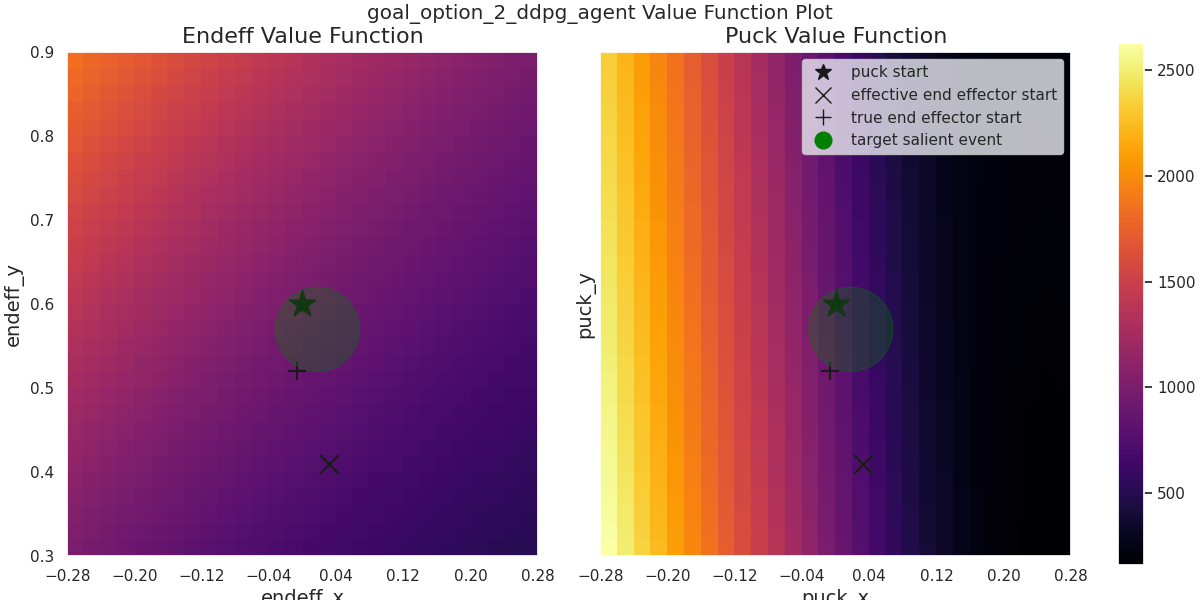 goal_option_2_ddpg_agent Value Function Plot
Endeff Value Function
Puck Value Function
puck start
effective end effector start
true end effector start
target salient event
0.9
0.8
0.7
0.6
0.5
0.4
0.3
endeff_y
puck_y
−0.28 −0.20 −0.12 −0.04 0.04 0.12 0.20 0.28
−0.28 −0.20 −0.12 −0.04 0.04 0.12 0.20 0.28
endeff_x
puck_x
2500
2000
1500
1000
500